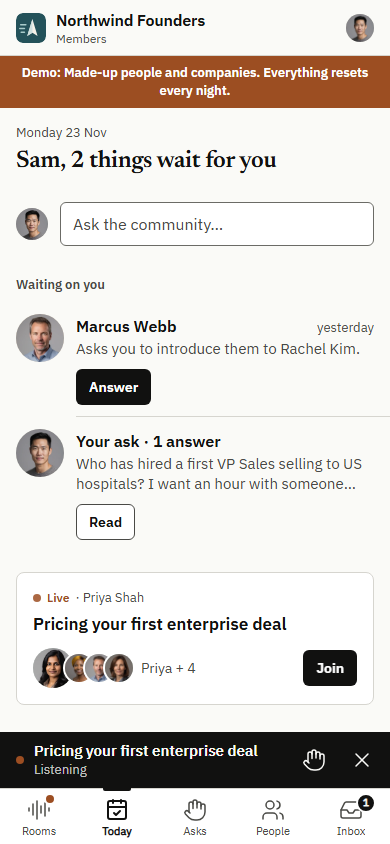 Northwind Founders
Members
Demo: Made-up people and companies. Everything resets
every night.
Monday 23 Nov
Sam, 2 things wait for you
Ask the community...
Waiting on you
Marcus Webb
yesterday
Asks you to introduce them to Rachel Kim.
Answer
Your ask · 1 answer
Who has hired a first VP Sales selling to US
hospitals? I want an hour with someone...
Read
Live · Priya Shah
Pricing your first enterprise deal
Priya + 4
Join
Pricing your first enterprise deal
Listening
1
Rooms
Today
Asks
People
Inbox